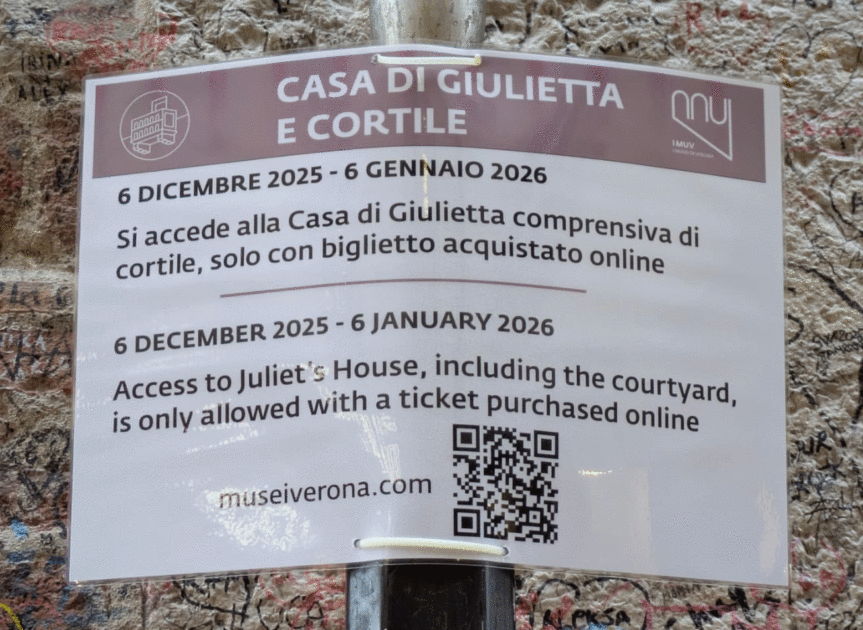 CASA DI GIULIETTA
E CORTILE
I MUV
6 DICEMBRE 2025 - 6 GENNAIO 2026
Si accede alla Casa di Giulietta comprensiva di
cortile, solo con biglietto acquistato online
6 DECEMBER 2025 - 6 JANUARY 2026
Access to Juliet's House, including the courtyard,
is only allowed with a ticket purchased online
museiverona.com